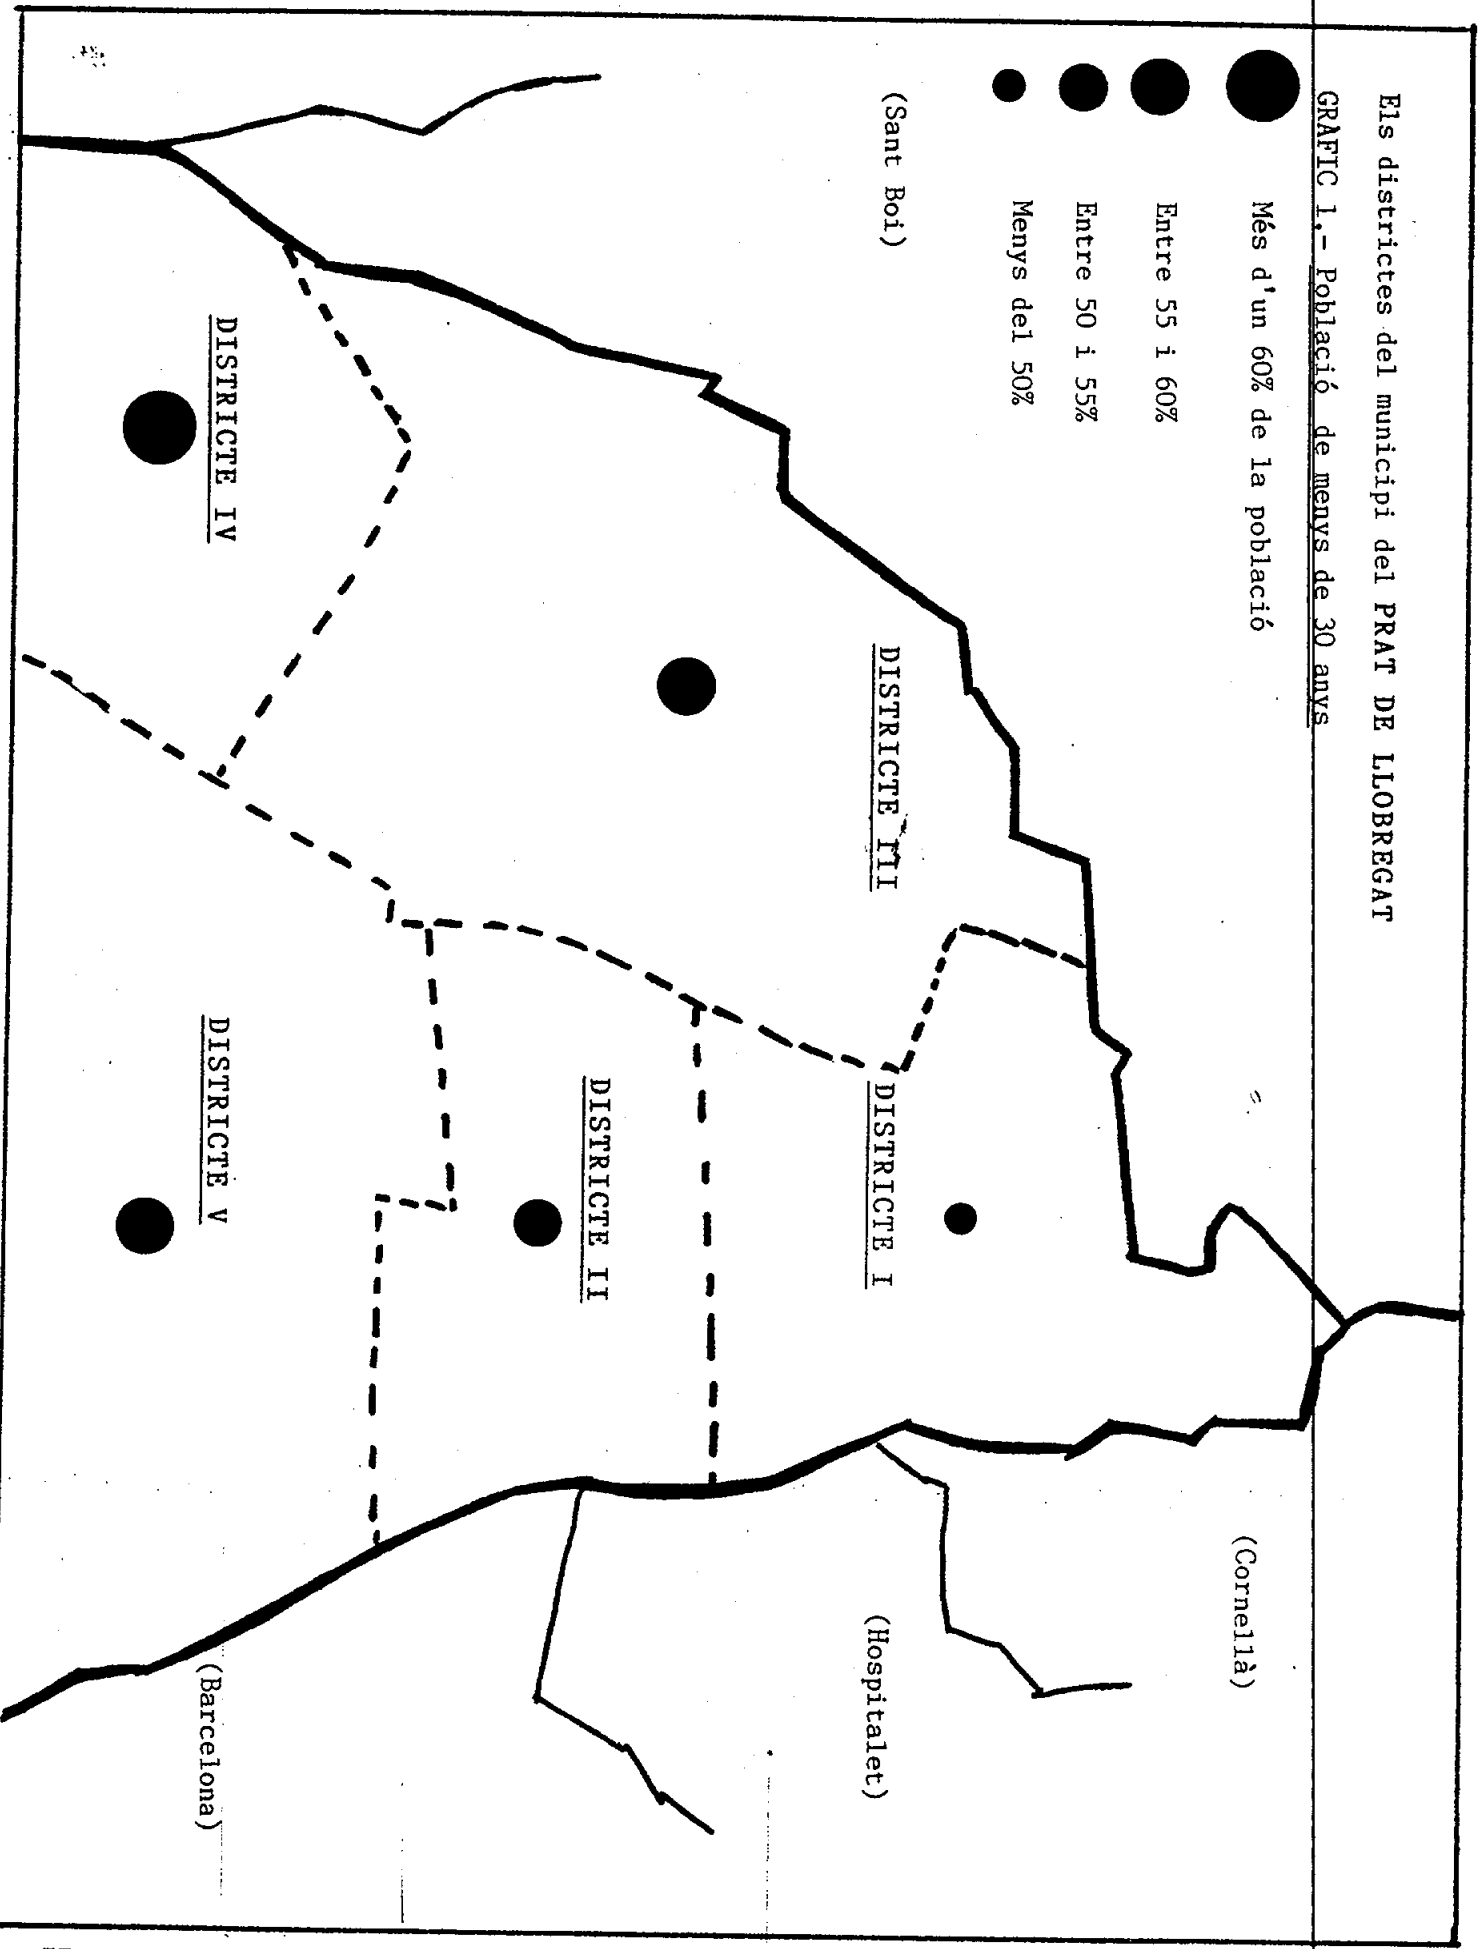 Els districtes del municipi del PRAT DE LLOBREGAT
GRAFIC 1.- Població de menys de 30 anys
Més d'un 60% de la població
Entre 55 i 60%
Entre 50 i 55%
Menys del 50%
(Sant Boi)
(Cornellà)
DISTRICTE III
DISTRICTE I
(Hospitalet)
DISTRICTE II
DISTRICTE IV
DISTRICTE V
(Barcelona)